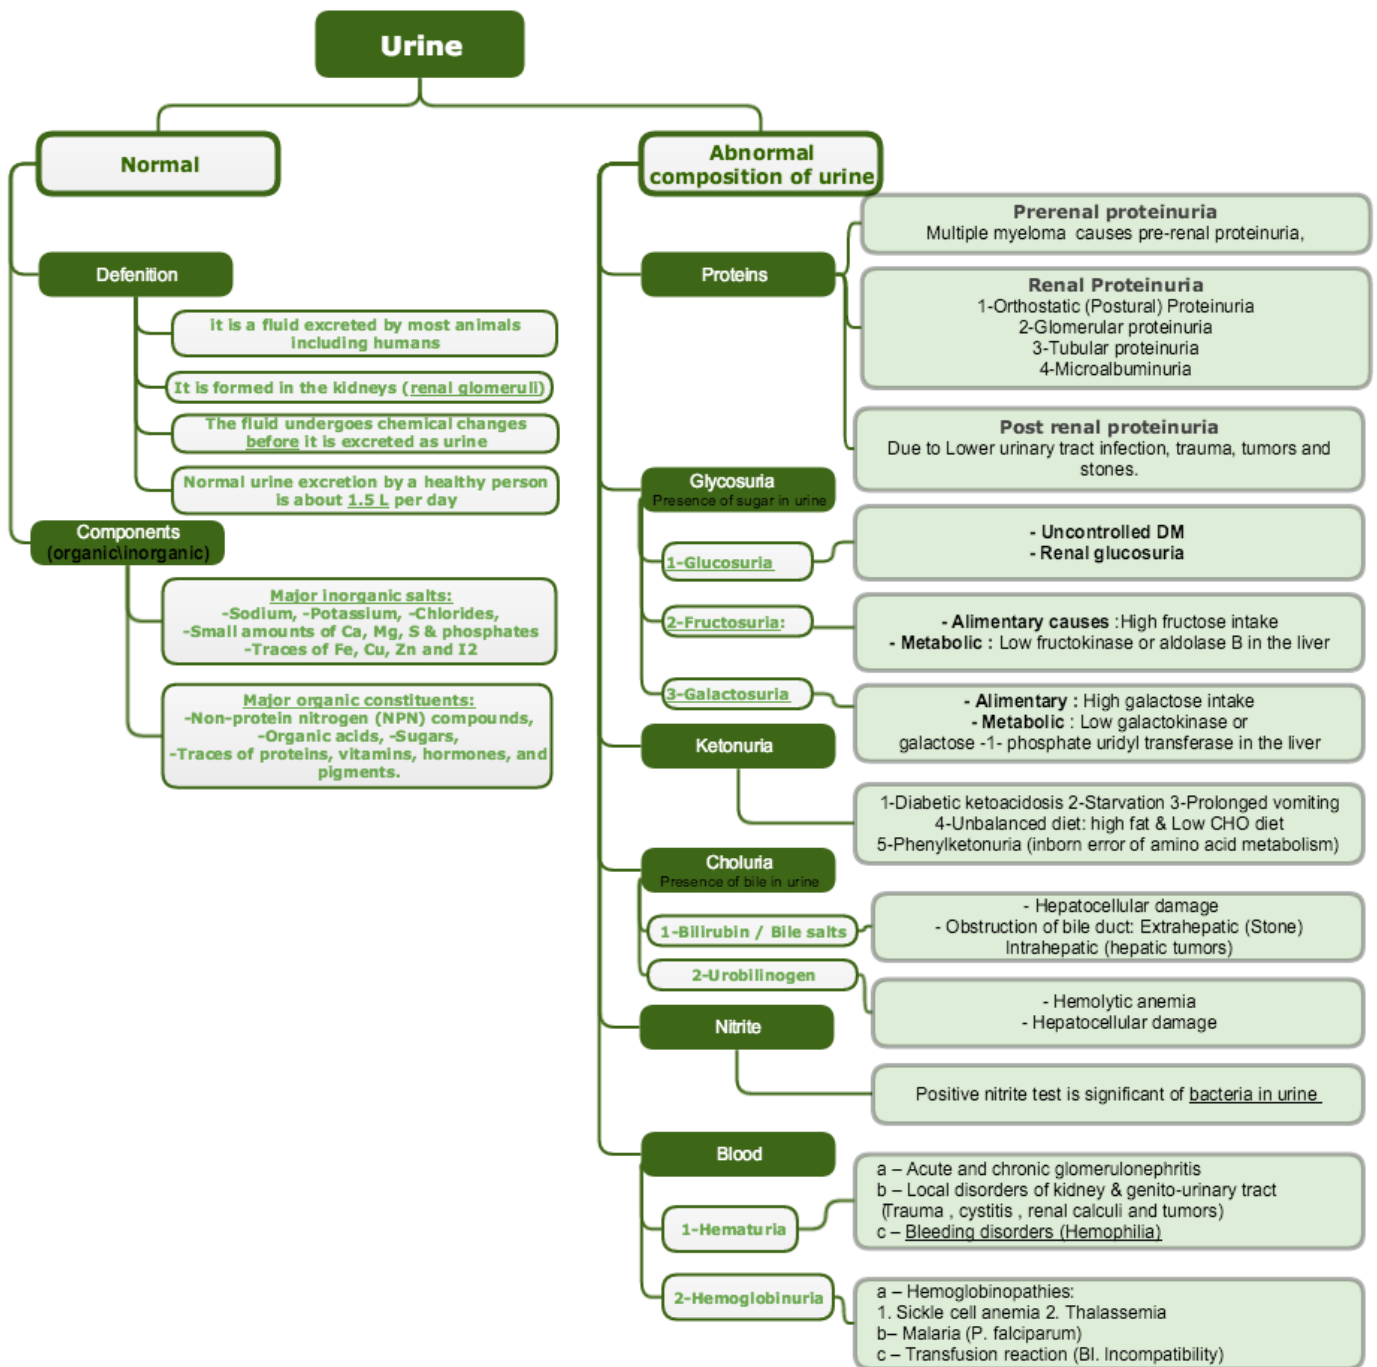 Urine
Normal
Defenition
it is a fluid excreted by most animals
including humans
It is formed in the kidneys (renal glomeruli)
The fluid undergoes chemical changes
before it is excreted as urine
Normal urine excretion by a healthy person
is about 1.5 L per day
Components
(organic\inorganic)
Major inorganic salts:
-Sodium, -Potassium, -Chlorides,
-Small amounts of Ca, Mg, S & phosphates
-Traces of Fe, Cu, Zn and I2
Major organic constituents:
-Non-protein nitrogen (NPN) compounds,
-Organic acids, -Sugars,
-Traces of proteins, vitamins, hormones, and
pigments.
Abnormal
composition of urine
Proteins
Prerenal proteinuria
Multiple myeloma causes pre-renal proteinuria,
Renal Proteinuria
1-Orthostatic (Postural) Proteinuria
2-Glomerular proteinuria
3-Tubular proteinuria
4-Microalbuminuria
Post renal proteinuria
Due to Lower urinary tract infection, trauma, tumors and
stones.
Glycosuria
Presence of sugar in urine
1-Glucosuria
- Uncontrolled DM
- Renal glucosuria
2-Fructosuria:
- Alimentary causes :High fructose intake
- Metabolic : Low fructokinase or aldolase B in the liver
3-Galactosuria
- Alimentary : High galactose intake
- Metabolic : Low galactokinase or
galactose -1- phosphate uridyl transferase in the liver
Ketonuria
1-Diabetic ketoacidosis 2-Starvation 3-Prolonged vomiting
4-Unbalanced diet: high fat & Low CHO diet
5-Phenylketonuria (inborn error of amino acid metabolism)
Choluria
Presence of bile in urine
1-Bilirubin / Bile salts
- Hepatocellular damage
- Obstruction of bile duct: Extrahepatic (Stone)
Intrahepatic (hepatic tumors)
2-Urobilinogen
- Hemolytic anemia
- Hepatocellular damage
Nitrite
Positive nitrite test is significant of bacteria in urine
Blood
1-Hematuria
a – Acute and chronic glomerulonephritis
b – Local disorders of kidney & genito-urinary tract
(Trauma , cystitis , renal calculi and tumors)
c – Bleeding disorders (Hemophilia)
2-Hemoglobinuria
a – Hemoglobinopathies:
1. Sickle cell anemia 2. Thalassemia
b– Malaria (P. falciparum)
c – Transfusion reaction (Bl. Incompatibility)